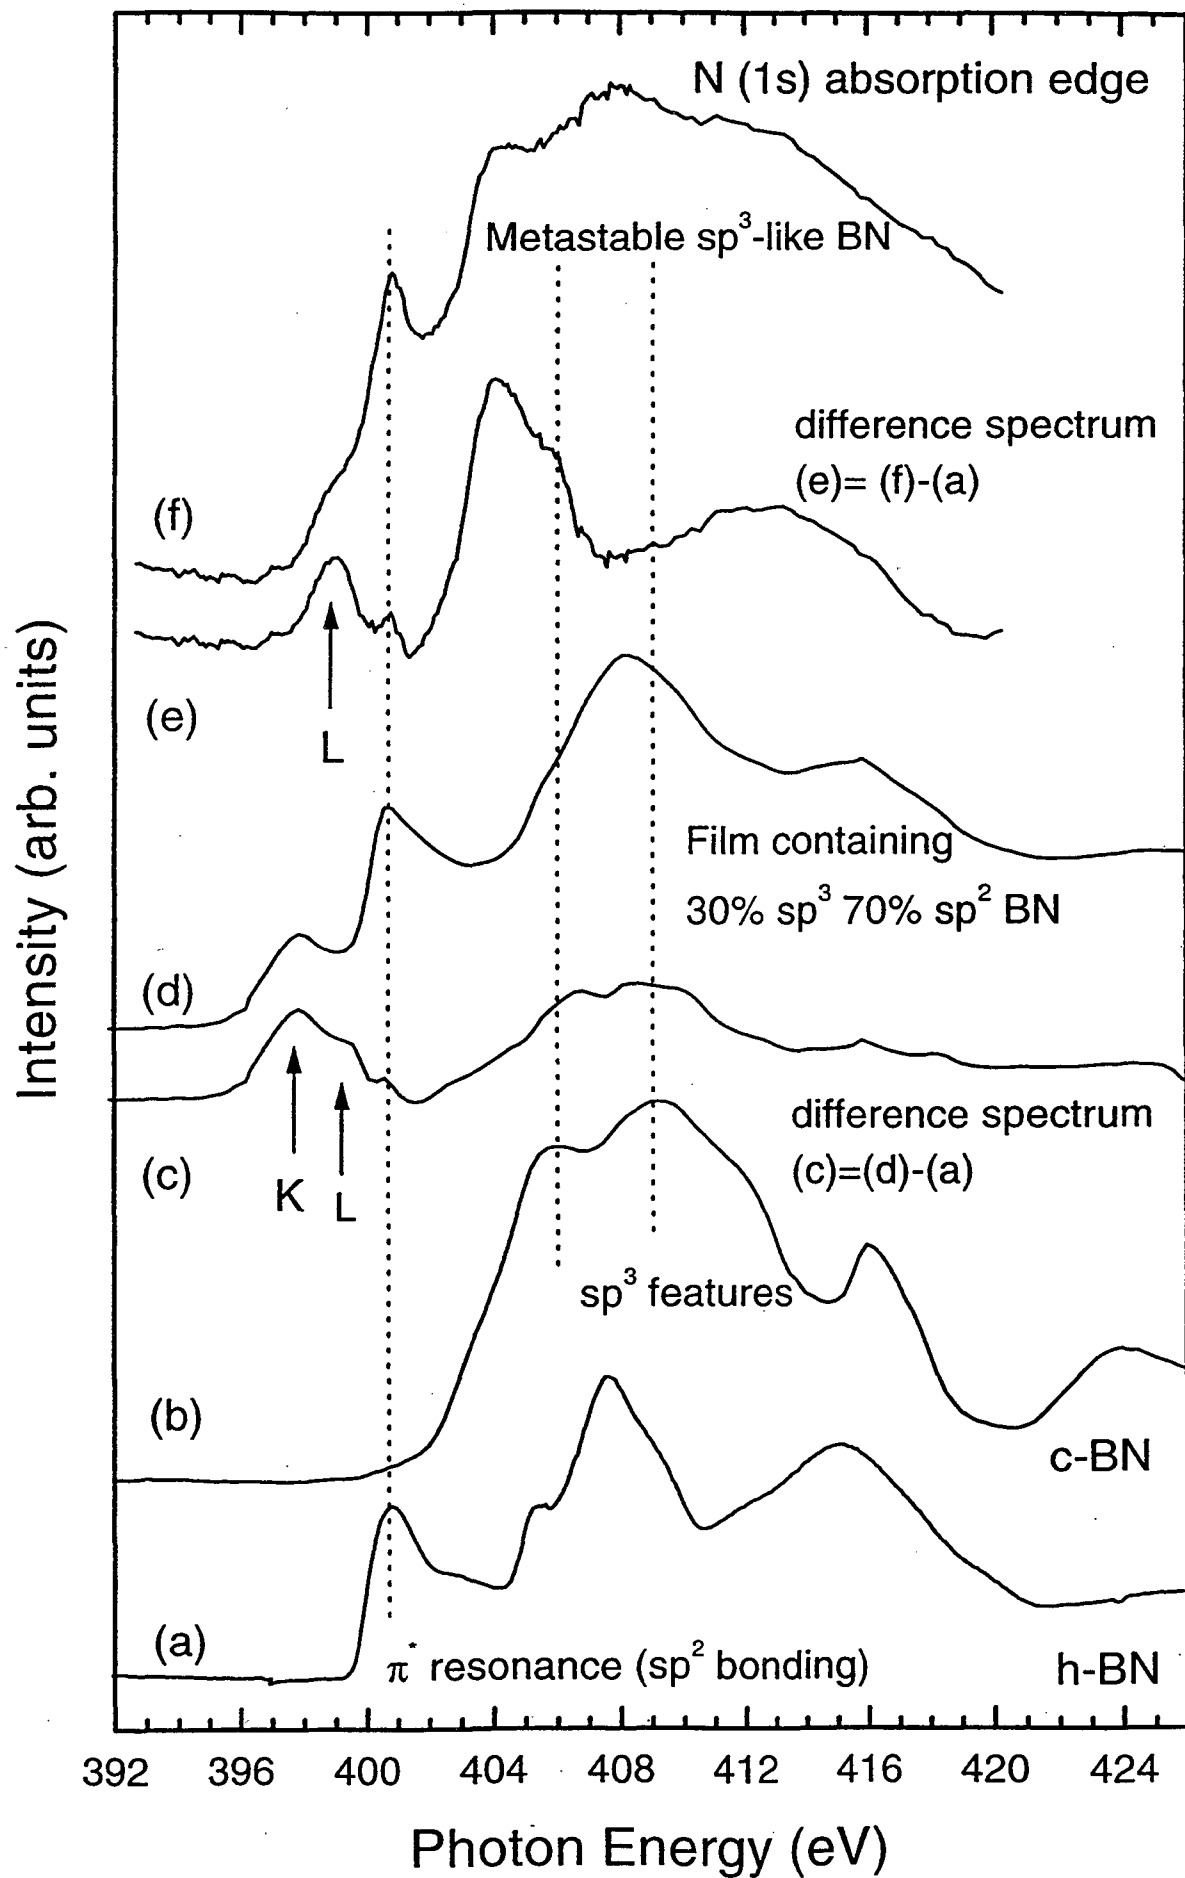 N (1s) absorption edge
Metastable sp³-like BN
difference spectrum
(e)= (f)-(a)
(f)
(e)
L
Film containing
30% sp³ 70% sp² BN
(d)
difference spectrum
(c)=(d)-(a)
(c)
K
L
sp³ features
(b)
c-BN
(a)
π* resonance (sp² bonding)
h-BN
392 396 400 404 408 412 416 420 424
Photon Energy (eV)
Intensity (arb. units)